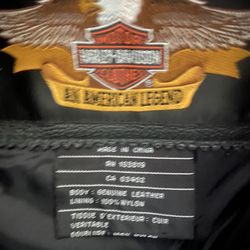 HARLEY-DAVIDSON
AN AMERICAN LEGEND
MADE IN CHINA
RN 103819
CA 03402
BODY : GENUINE LEATHER
LINING : 100% NYLON
TISSUE D'EXTERIEUR : CUIR
VERITABLE